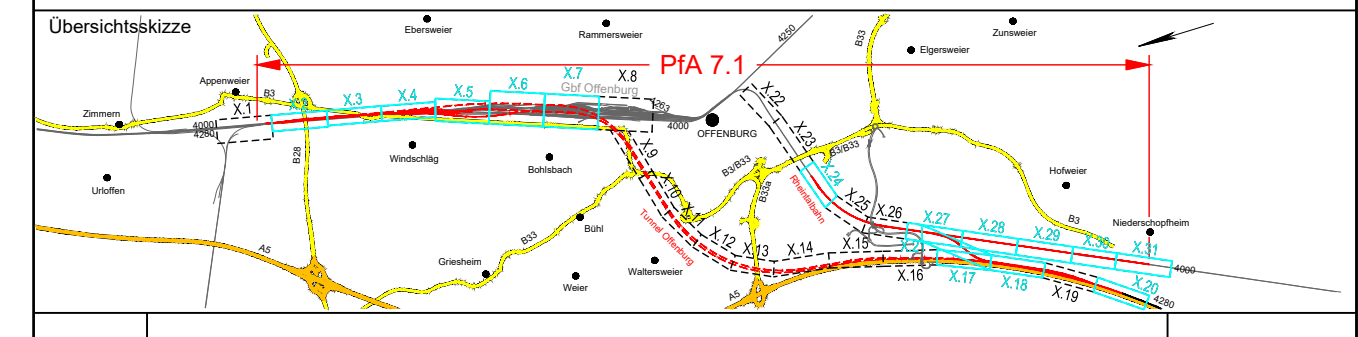 Übersichtsskizze
Ebersweier
Rammersweier
Zunsweier
Elgersweier
4250
B33
PfA 7.1
Appenweier
B3
Zimmern
X.1
X.3
X.4
X.5
X.6
X.7
X.8
Gbf Offenburg
4263
4000
4280
4000
OFFENBURG
X.22
X.23
X.24
B3/B33
B28
Windschläg
Bohlsbach
X.9
X.10
X.11
X.12
X.13
X.14
X.15
X.16
X.17
X.18
X.19
X.20
B3/B33
B33a
Rheintalbahn
X.25
X.26
X.27
X.28
X.29
X.30
X.31
Hofweier
B3
Niederschopfheim
4000
4280
Urloffen
Tunnel Offenburg
Bühl
B33
A5
Griesheim
Weier
Waltersweier
A5